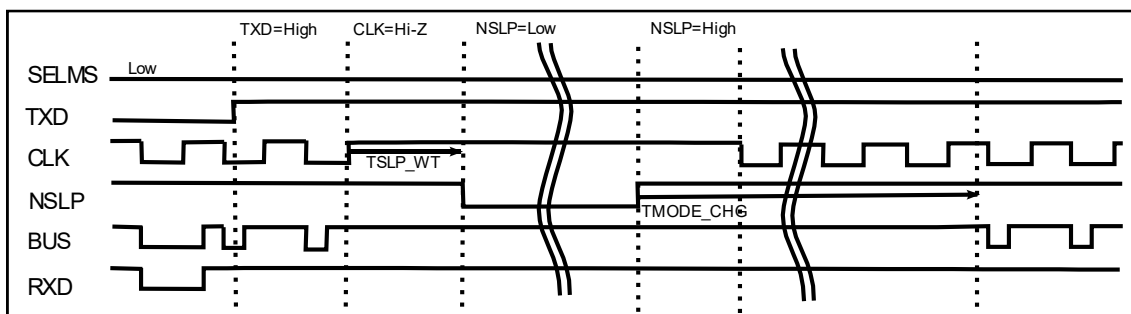 TXD=High CLK=Hi-Z NSLP=Low NSLP=High
SELMS Low
TXD
CLK
TSLP_WT
NSLP
TMODE_CHG
BUS
RXD